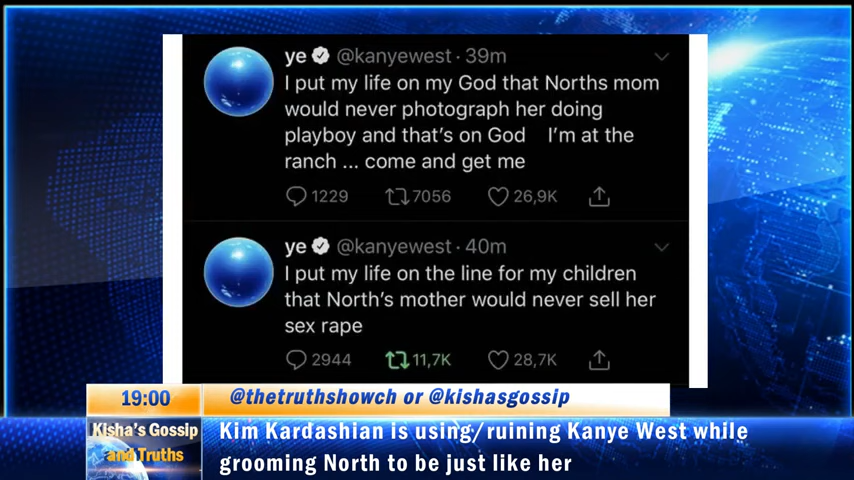 ye @kanyewest · 39m
I put my life on my God that Norths mom
would never photograph her doing
playboy and that's on God I'm at the
ranch ... come and get me
1229 7056 26,9K
ye @kanyewest · 40m
I put my life on the line for my children
that North's mother would never sell her
sex rape
2944 11,7K 28,7K
19:00 @thetruthshowch or @kishasgossip
Kisha's Gossip
and Truths
Kim Kardashian is using/ruining Kanye West while
grooming North to be just like her